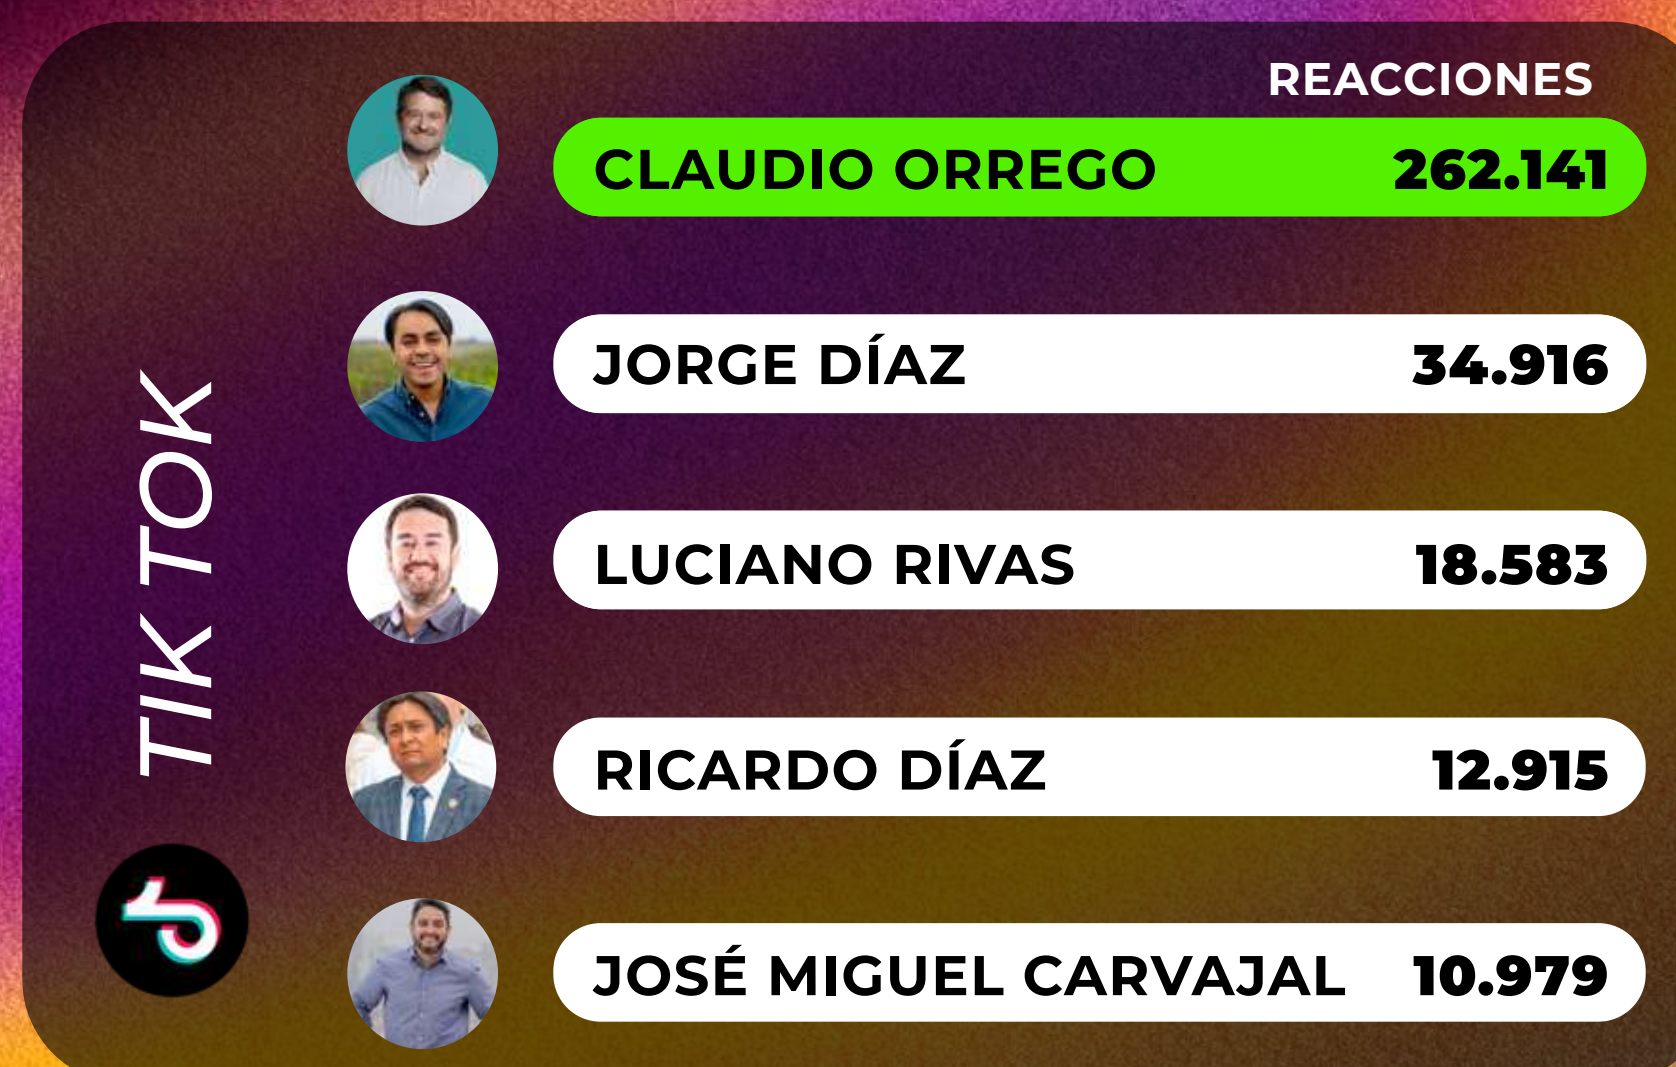 REACCIONES
CLAUDIO ORREGO 262.141
JORGE DÍAZ 34.916
LUCIANO RIVAS 18.583
RICARDO DÍAZ 12.915
JOSÉ MIGUEL CARVAJAL 10.979
TIK TOK